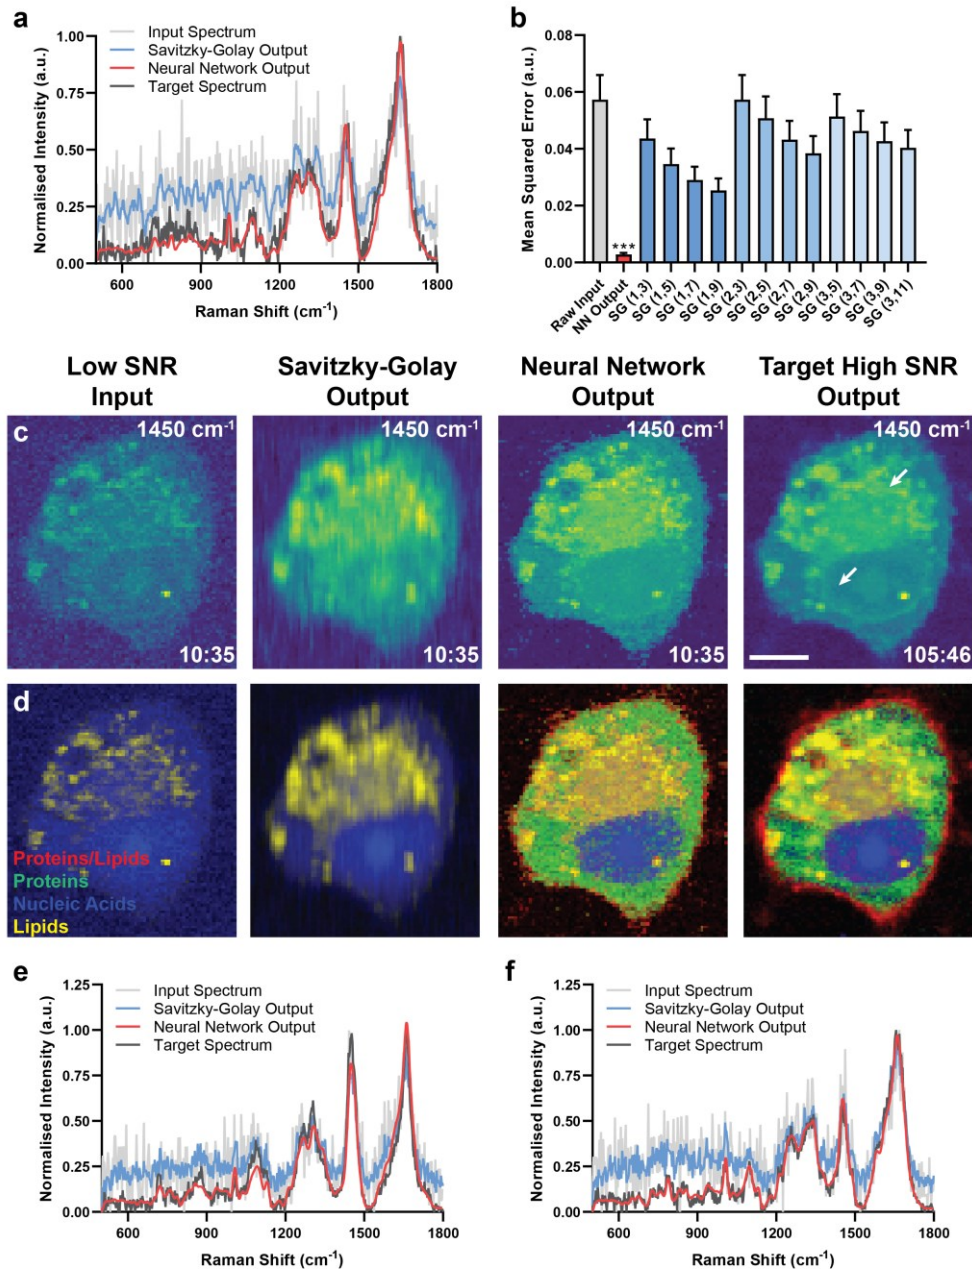 a
Input Spectrum
Savitzky-Golay Output
Neural Network Output
Target Spectrum
Normalised Intensity (a.u.)
1.00
0.75
0.50
0.25
0.00
600 900 1200 1500 1800
Raman Shift (cm-1)
b
Mean Squared Error (a.u.)
0.08
0.06
0.04
0.02
0.00
***
Raw Input
NN Output
SG (1,3)
SG (1,5)
SG (1,7)
SG (1,9)
SG (2,3)
SG (2,5)
SG (2,7)
SG (2,9)
SG (3,5)
SG (3,7)
SG (3,9)
SG (3,11)
Low SNR
Input
Savitzky-Golay
Output
Neural Network
Output
Target High SNR
Output
c
1450 cm-1
1450 cm-1
1450 cm-1
10:35
10:35
10:35
105:46
d
Proteins/Lipids
Proteins
Nucleic Acids
Lipids
e
Input Spectrum
Savitzky-Golay Output
Neural Network Output
Target Spectrum
Normalised Intensity (a.u.)
1.25
1.00
0.75
0.50
0.25
0.00
600 900 1200 1500 1800
Raman Shift (cm-1)
f
Input Spectrum
Savitzky-Golay Output
Neural Network Output
Target Spectrum
Normalised Intensity (a.u.)
1.25
1.00
0.75
0.50
0.25
0.00
600 900 1200 1500 1800
Raman Shift (cm-1)